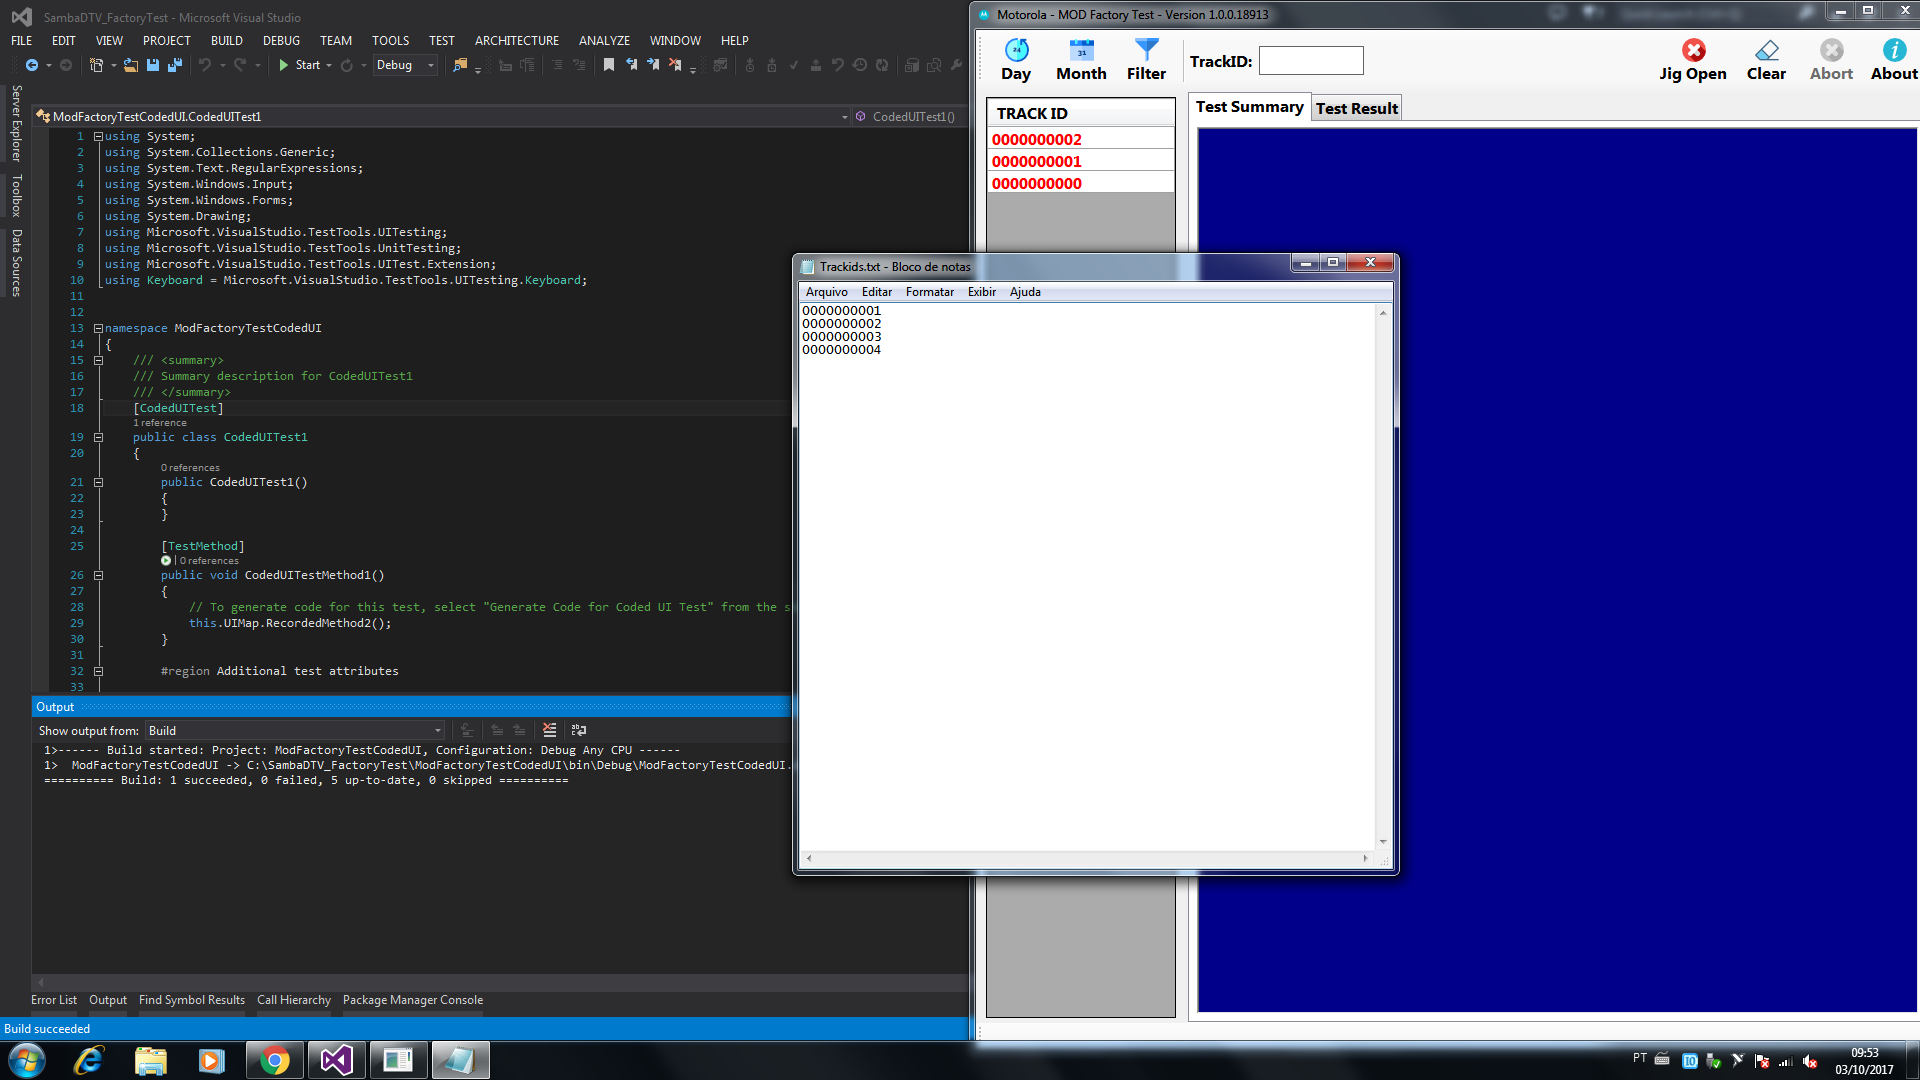 SambaDTV_FactoryTest - Microsoft Visual Studio
FILE EDIT VIEW PROJECT BUILD DEBUG TEAM TOOLS TEST ARCHITECTURE ANALYZE WINDOW HELP
Start Debug
Server Explorer
Toolbox
Data Sources
ModFactoryTestCodedUI.CodedUITest1 CodedUITest1()
1 using System;
2 using System.Collections.Generic;
3 using System.Text.RegularExpressions;
4 using System.Windows.Input;
5 using System.Windows.Forms;
6 using System.Drawing;
7 using Microsoft.VisualStudio.TestTools.UITesting;
8 using Microsoft.VisualStudio.TestTools.UnitTesting;
9 using Microsoft.VisualStudio.TestTools.UITest.Extension;
10 using Keyboard = Microsoft.VisualStudio.TestTools.UITesting.Keyboard;
11
12
13 namespace ModFactoryTestCodedUI
14 {
15 /// <summary>
16 /// Summary description for CodedUITest1
17 /// </summary>
18 [CodedUITest]
1 reference
19 public class CodedUITest1
20 {
0 references
21 public CodedUITest1()
22 {
23 }
24
25 [TestMethod]
| 0 references
26 public void CodedUITestMethod1()
27 {
28 // To generate code for this test, select "Generate Code for Coded UI Test" from the s
29 this.UIMap.RecordedMethod2();
30 }
31
32 #region Additional test attributes
33
Output
Show output from: Build
1>------ Build started: Project: ModFactoryTestCodedUI, Configuration: Debug Any CPU ------
1> ModFactoryTestCodedUI -> C:\SambaDTV_FactoryTest\ModFactoryTestCodedUI\bin\Debug\ModFactoryTestCodedUI.
========== Build: 1 succeeded, 0 failed, 5 up-to-date, 0 skipped ==========
Error List Output Find Symbol Results Call Hierarchy Package Manager Console
Build succeeded
Motorola - MOD Factory Test - Version 1.0.0.18913
24 31
Day Month Filter TrackID: Jig Open Clear Abort About
TRACK ID
0000000002
0000000001
0000000000
Test Summary Test Result
Trackids.txt - Bloco de notas
Arquivo Editar Formatar Exibir Ajuda
0000000001
0000000002
0000000003
0000000004
PT
09:53
03/10/2017